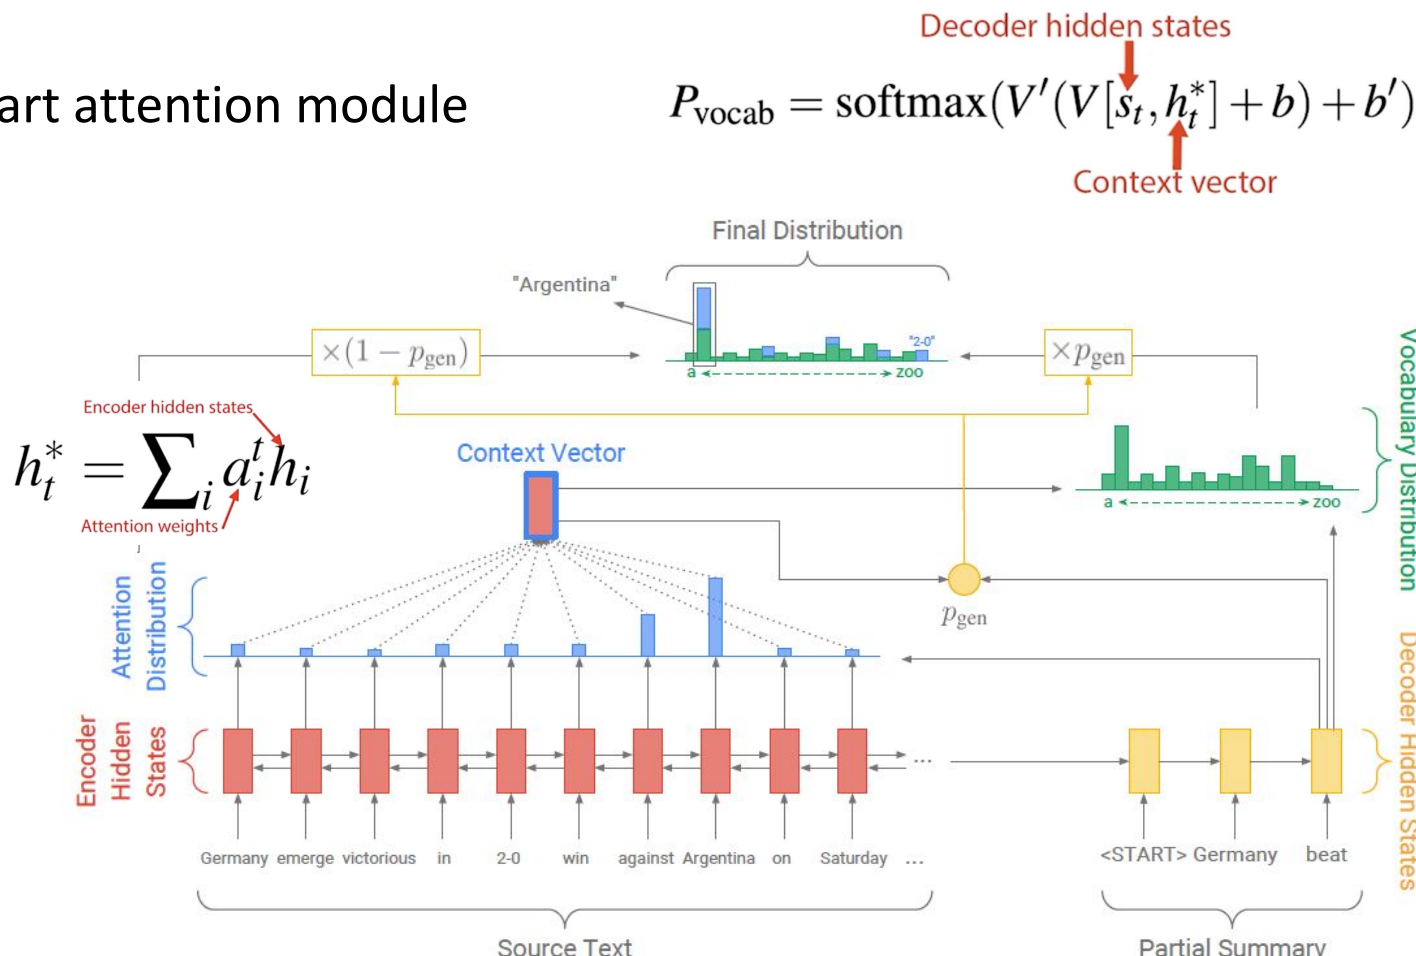 Decoder hidden states
art attention module
P_vocab = softmax(V′(V[s_t, h_t^*] + b) + b′)
Context vector
Final Distribution
"Argentina"
×(1 − p_gen)
"2-0"
×p_gen
a
zoo
Encoder hidden states
h_t^* = ∑_i a_i^t h_i
Attention weights
Context Vector
a
zoo
Vocabulary Distribution
Attention
Distribution
p_gen
Encoder
Hidden
States
Decoder Hidden States
Germany emerge victorious in 2-0 win against Argentina on Saturday ...
...
<START> Germany beat
Source Text
Partial Summary